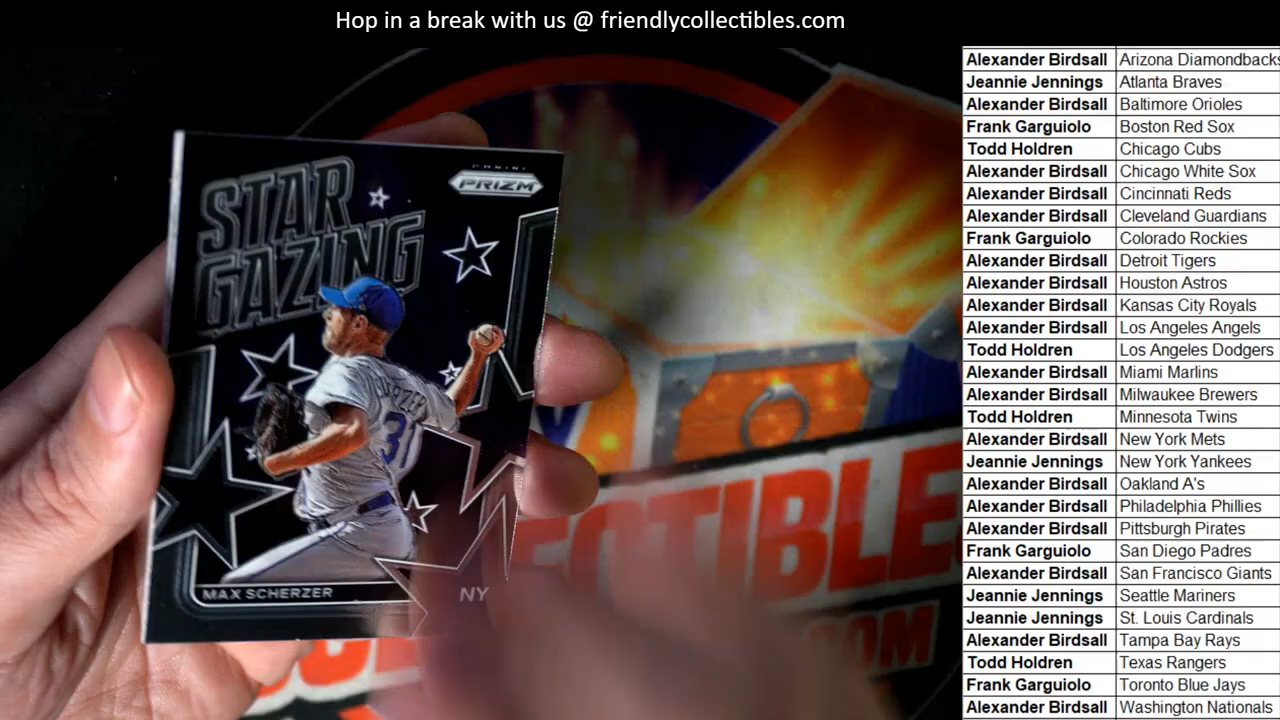 Hop in a break with us @ friendlycollectibles.com
STAR
GAZING
PANINI
PRIZM
31
MAX SCHERZER
NY
ECTIBLE
COM
Alexander Birdsall Arizona Diamondbacks
Jeannie Jennings Atlanta Braves
Alexander Birdsall Baltimore Orioles
Frank Garguiolo Boston Red Sox
Todd Holdren Chicago Cubs
Alexander Birdsall Chicago White Sox
Alexander Birdsall Cincinnati Reds
Alexander Birdsall Cleveland Guardians
Frank Garguiolo Colorado Rockies
Alexander Birdsall Detroit Tigers
Alexander Birdsall Houston Astros
Alexander Birdsall Kansas City Royals
Alexander Birdsall Los Angeles Angels
Todd Holdren Los Angeles Dodgers
Alexander Birdsall Miami Marlins
Alexander Birdsall Milwaukee Brewers
Todd Holdren Minnesota Twins
Alexander Birdsall New York Mets
Jeannie Jennings New York Yankees
Alexander Birdsall Oakland A's
Alexander Birdsall Philadelphia Phillies
Alexander Birdsall Pittsburgh Pirates
Frank Garguiolo San Diego Padres
Alexander Birdsall San Francisco Giants
Jeannie Jennings Seattle Mariners
Jeannie Jennings St. Louis Cardinals
Alexander Birdsall Tampa Bay Rays
Todd Holdren Texas Rangers
Frank Garguiolo Toronto Blue Jays
Alexander Birdsall Washington Nationals